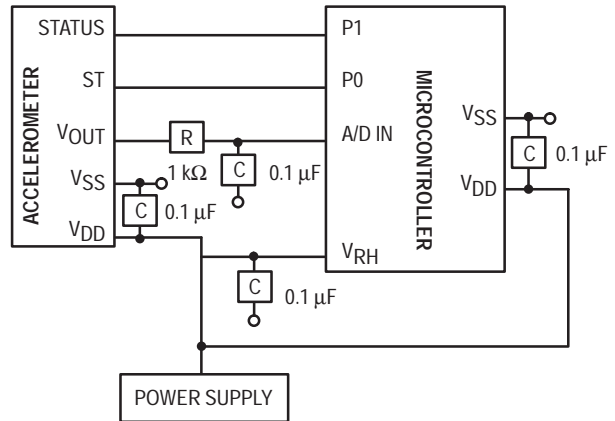 ACCELEROMETER
STATUS
ST
VOUT
VSS
VDD
R
1 kΩ
C
0.1 µF
C
0.1 µF
C
0.1 µF
P1
P0
A/D IN
VRH
MICROCONTROLLER
VSS
VDD
C
0.1 µF
POWER SUPPLY